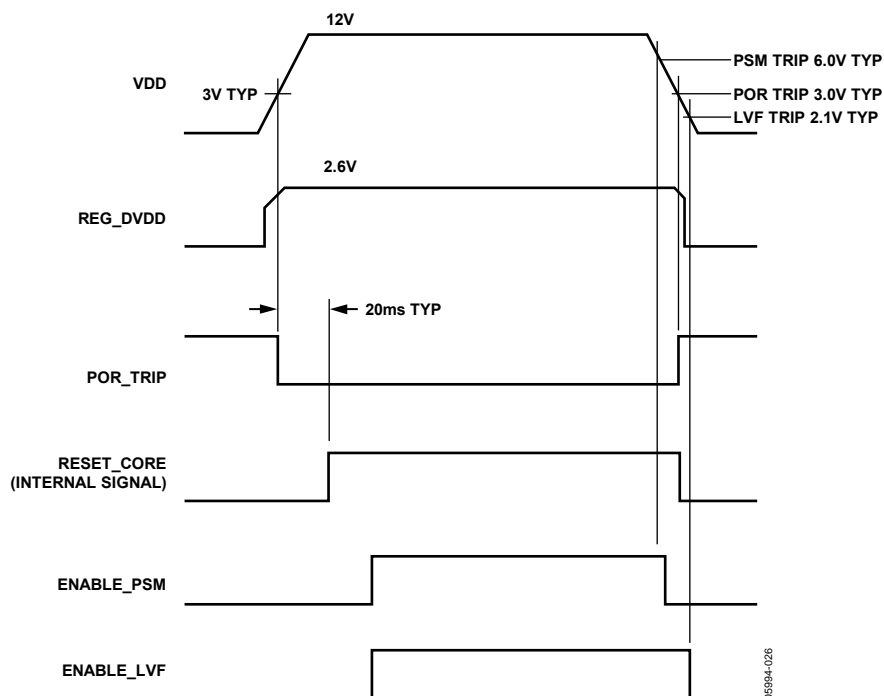 12V
VDD
3V TYP
PSM TRIP 6.0V TYP
POR TRIP 3.0V TYP
LVF TRIP 2.1V TYP
2.6V
REG_DVDD
20ms TYP
POR_TRIP
RESET_CORE
(INTERNAL SIGNAL)
ENABLE_PSM
ENABLE_LVF
05994-026